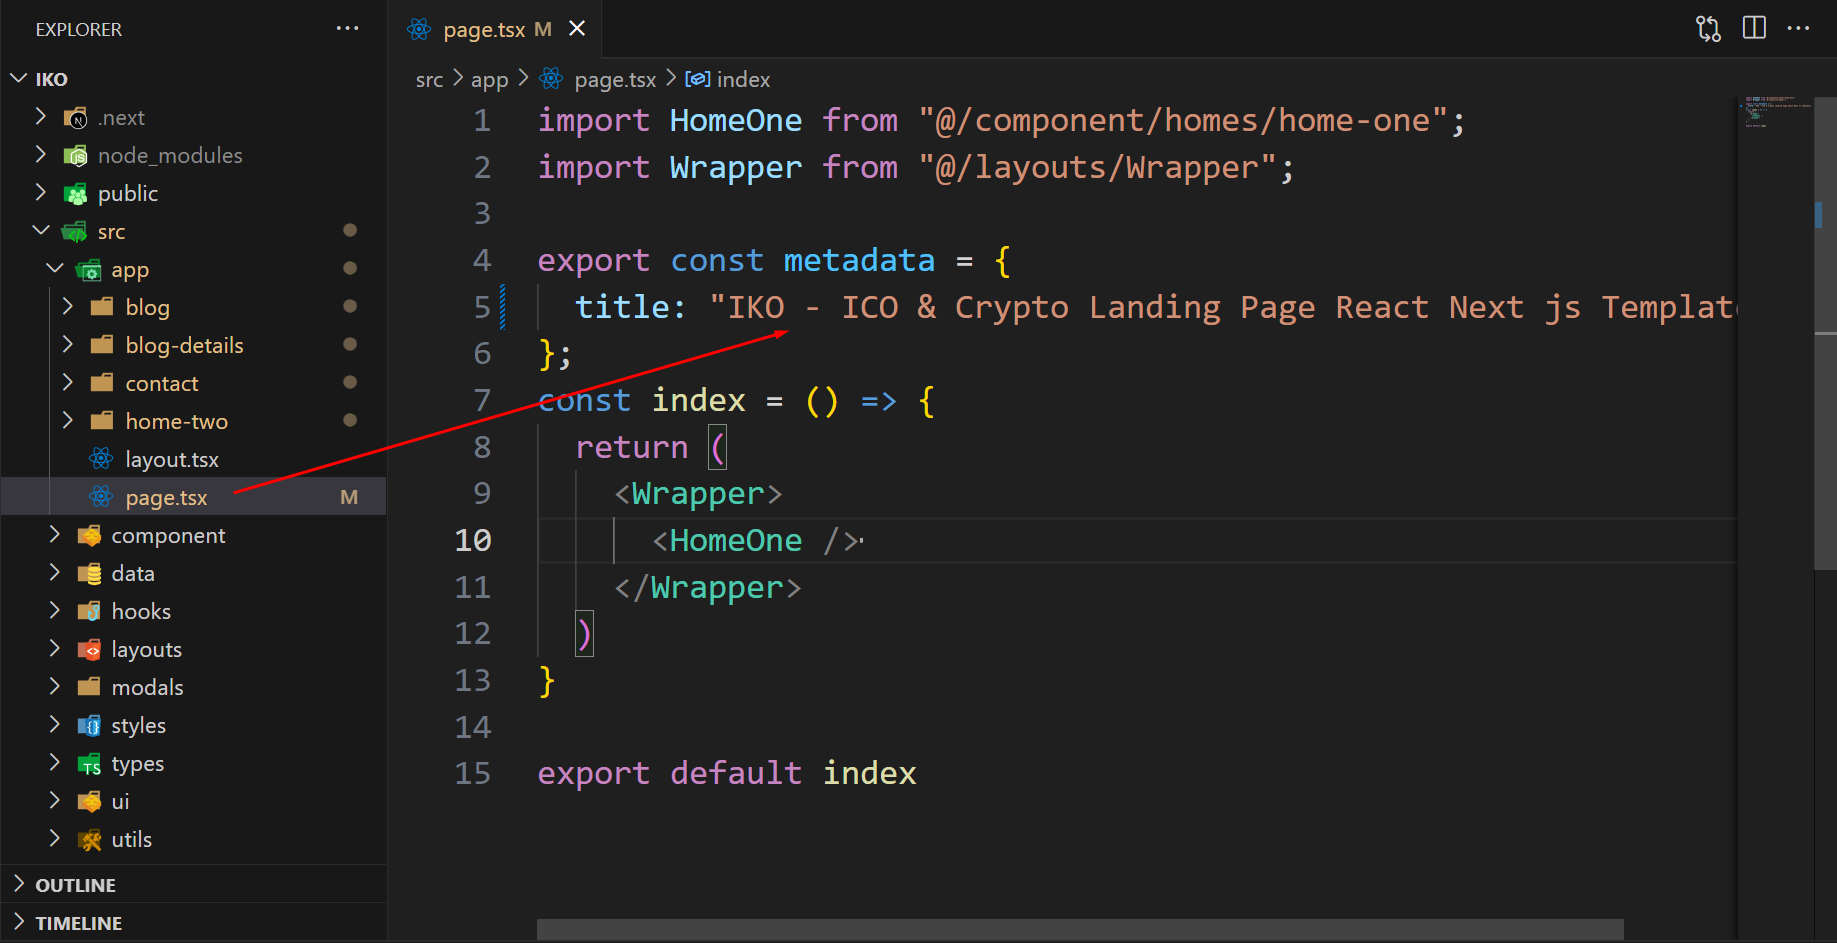 EXPLORER
IKO
.next
node_modules
public
src
app
blog
blog-details
contact
home-two
layout.tsx
page.tsx M
component
data
hooks
layouts
modals
styles
types
ui
utils
OUTLINE
TIMELINE
page.tsx M
src > app > page.tsx > index
1 import HomeOne from "@/component/homes/home-one";
2 import Wrapper from "@/layouts/Wrapper";
3
4 export const metadata = {
5 title: "IKO - ICO & Crypto Landing Page React Next js Template
6 };
7 const index = () => {
8 return (
9 <Wrapper>
10 <HomeOne />
11 </Wrapper>
12 )
13 }
14
15 export default index